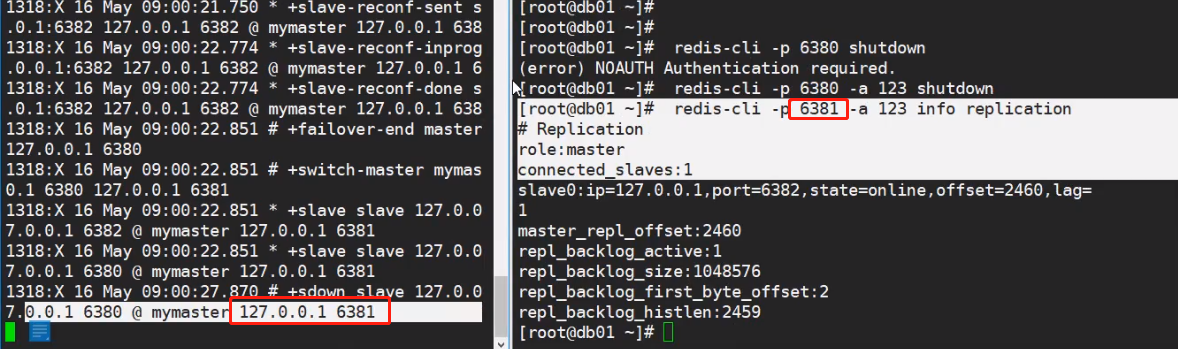 1318:X 16 May 09:00:21.750 * +slave-reconf-sent s
.0.1:6382 127.0.0.1 6382 @ mymaster 127.0.0.1 638
1318:X 16 May 09:00:22.774 * +slave-reconf-inprog
.0.0.1:6382 127.0.0.1 6382 @ mymaster 127.0.0.1 6
1318:X 16 May 09:00:22.774 * +slave-reconf-done s
.0.1:6382 127.0.0.1 6382 @ mymaster 127.0.0.1 638
1318:X 16 May 09:00:22.851 # +failover-end master
127.0.0.1 6380
1318:X 16 May 09:00:22.851 # +switch-master mymas
0.1 6380 127.0.0.1 6381
1318:X 16 May 09:00:22.851 * +slave slave 127.0.0
7.0.0.1 6382 @ mymaster 127.0.0.1 6381
1318:X 16 May 09:00:22.851 * +slave slave 127.0.0
7.0.0.1 6380 @ mymaster 127.0.0.1 6381
1318:X 16 May 09:00:27.870 # +sdown slave 127.0.0
7.0.0.1 6380 @ mymaster 127.0.0.1 6381
[root@db01 ~]#
[root@db01 ~]#
[root@db01 ~]# redis-cli -p 6380 shutdown
(error) NOAUTH Authentication required.
[root@db01 ~]# redis-cli -p 6380 -a 123 shutdown
[root@db01 ~]# redis-cli -p 6381 -a 123 info replication
# Replication
role:master
connected_slaves:1
slave0:ip=127.0.0.1,port=6382,state=online,offset=2460,lag=
1
master_repl_offset:2460
repl_backlog_active:1
repl_backlog_size:1048576
repl_backlog_first_byte_offset:2
repl_backlog_histlen:2459
[root@db01 ~]#